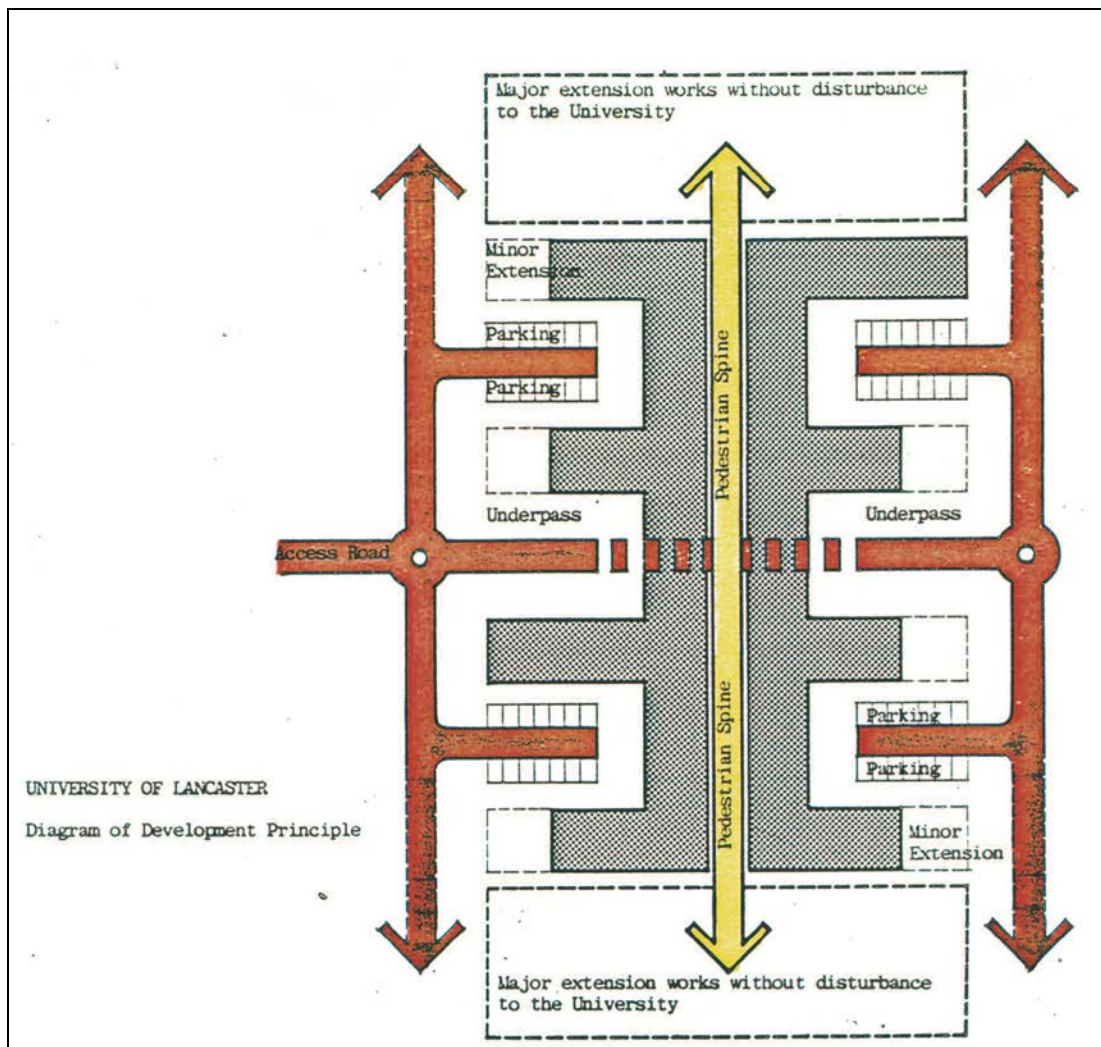 Major extension works without disturbance
to the University
Minor
Extension
Parking
Parking
Pedestrian Spine
Underpass
Underpass
Access Road
Pedestrian Spine
Parking
Parking
UNIVERSITY OF LANCASTER
Diagram of Development Principle
Minor
Extension
Major extension works without disturbance
to the University